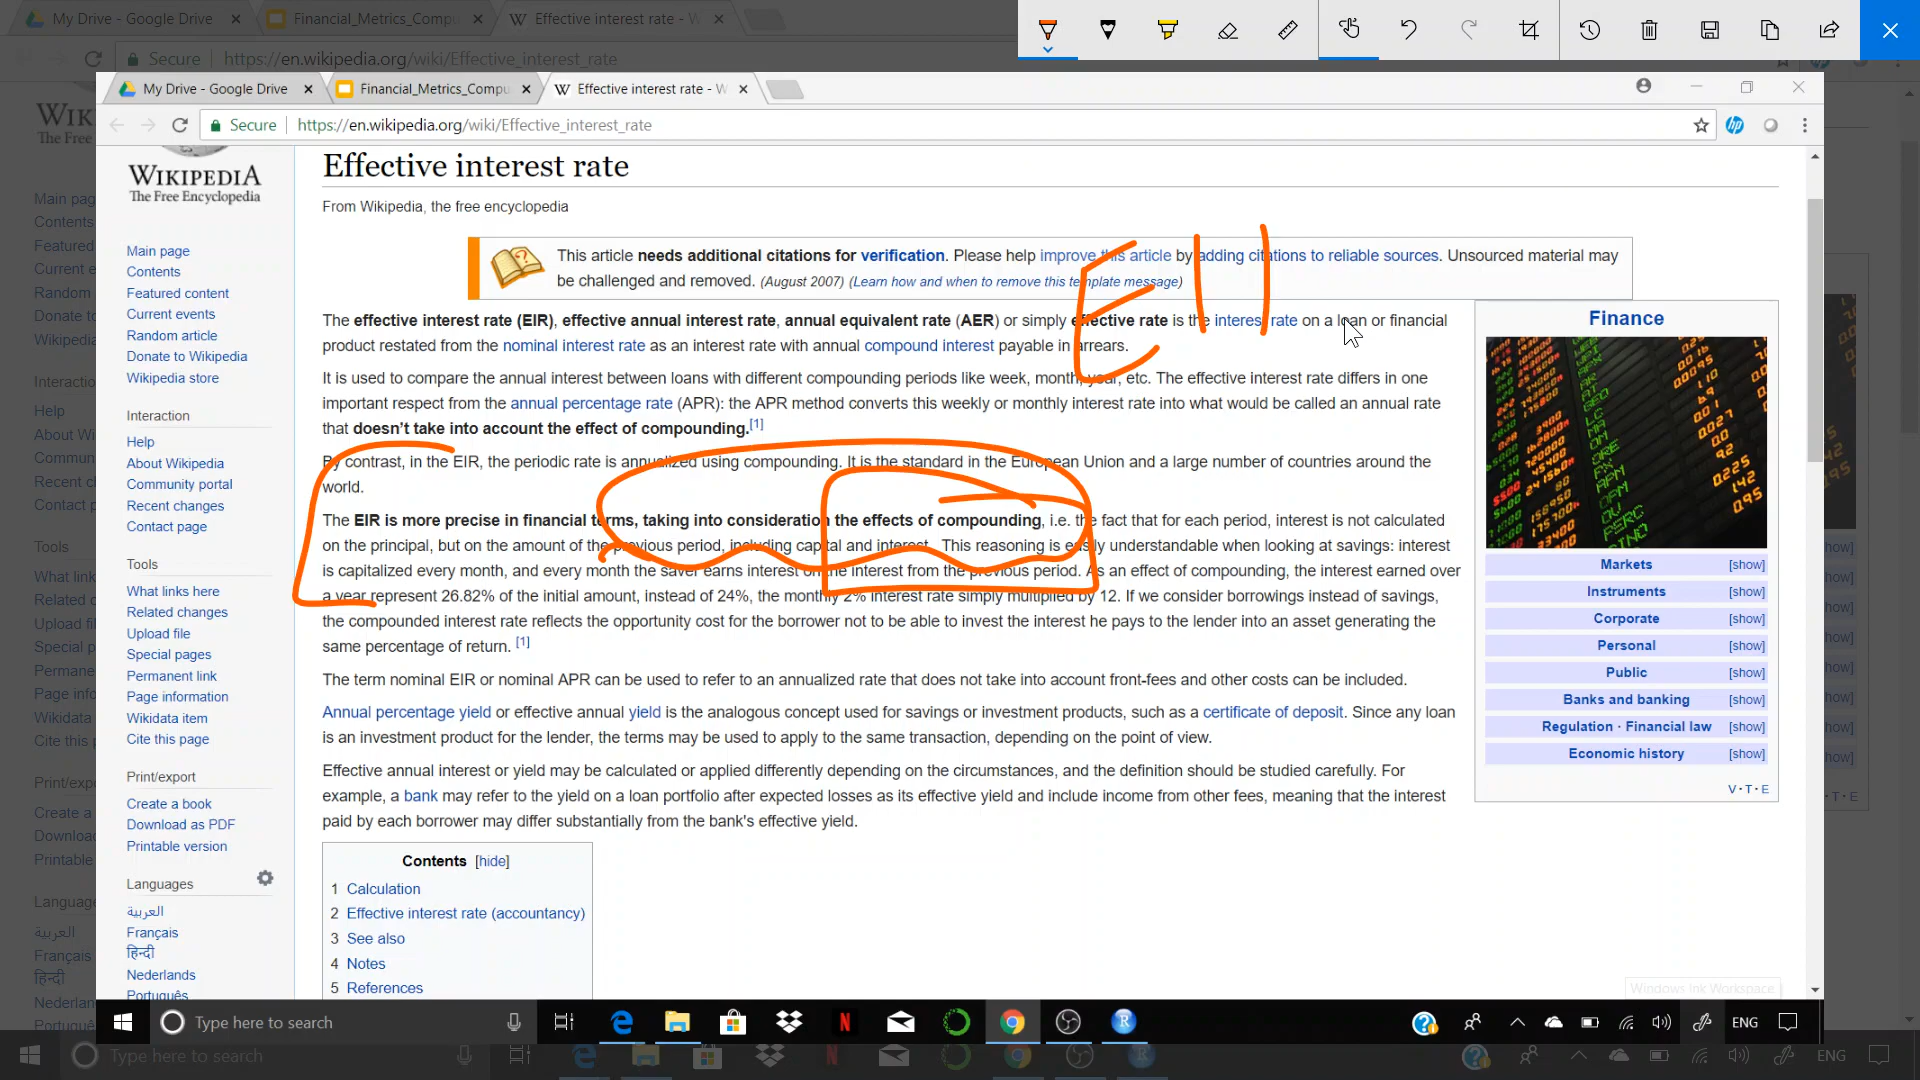 My Drive - Google Drive
Financial_Metrics_Compu
Effective interest rate - W
Secure
https://en.wikipedia.org/wiki/Effective_interest_rate
My Drive - Google Drive
Financial_Metrics_Compu
Effective interest rate - W
Secure
https://en.wikipedia.org/wiki/Effective_interest_rate
WIKIPEDIA
The Free Encyclopedia
Main page
Contents
Featured content
Current events
Random article
Donate to Wikipedia
Wikipedia store
Interaction
Help
About Wikipedia
Community portal
Recent changes
Contact page
Tools
What links here
Related changes
Upload file
Special pages
Permanent link
Page information
Wikidata item
Cite this page
Print/export
Create a book
Download as PDF
Printable version
Languages
العربية
Français
हिन्दी
Nederlands
Português
Effective interest rate
From Wikipedia, the free encyclopedia
This article needs additional citations for verification. Please help improve this article by adding citations to reliable sources. Unsourced material may
be challenged and removed. (August 2007) (Learn how and when to remove this template message)
The effective interest rate (EIR), effective annual interest rate, annual equivalent rate (AER) or simply effective rate is the interest rate on a loan or financial
product restated from the nominal interest rate as an interest rate with annual compound interest payable in arrears.
It is used to compare the annual interest between loans with different compounding periods like week, month, year, etc. The effective interest rate differs in one
important respect from the annual percentage rate (APR): the APR method converts this weekly or monthly interest rate into what would be called an annual rate
that doesn't take into account the effect of compounding.[1]
By contrast, in the EIR, the periodic rate is annualized using compounding. It is the standard in the European Union and a large number of countries around the
world.
The EIR is more precise in financial terms, taking into consideration the effects of compounding, i.e. the fact that for each period, interest is not calculated
on the principal, but on the amount of the previous period, including capital and interest. This reasoning is easily understandable when looking at savings: interest
is capitalized every month, and every month the saver earns interest on the interest from the previous period. As an effect of compounding, the interest earned over
a year represent 26.82% of the initial amount, instead of 24%, the monthly 2% interest rate simply multiplied by 12. If we consider borrowings instead of savings,
the compounded interest rate reflects the opportunity cost for the borrower not to be able to invest the interest he pays to the lender into an asset generating the
same percentage of return. [1]
The term nominal EIR or nominal APR can be used to refer to an annualized rate that does not take into account front-fees and other costs can be included.
Annual percentage yield or effective annual yield is the analogous concept used for savings or investment products, such as a certificate of deposit. Since any loan
is an investment product for the lender, the terms may be used to apply to the same transaction, depending on the point of view.
Effective annual interest or yield may be calculated or applied differently depending on the circumstances, and the definition should be studied carefully. For
example, a bank may refer to the yield on a loan portfolio after expected losses as its effective yield and include income from other fees, meaning that the interest
paid by each borrower may differ substantially from the bank's effective yield.
Contents [hide]
1 Calculation
2 Effective interest rate (accountancy)
3 See also
4 Notes
5 References
Finance
Markets [show]
Instruments [show]
Corporate [show]
Personal [show]
Public [show]
Banks and banking [show]
Regulation · Financial law [show]
Economic history [show]
V · T · E
Windows Ink Workspace
Type here to search
ENG
Type here to search
ENG